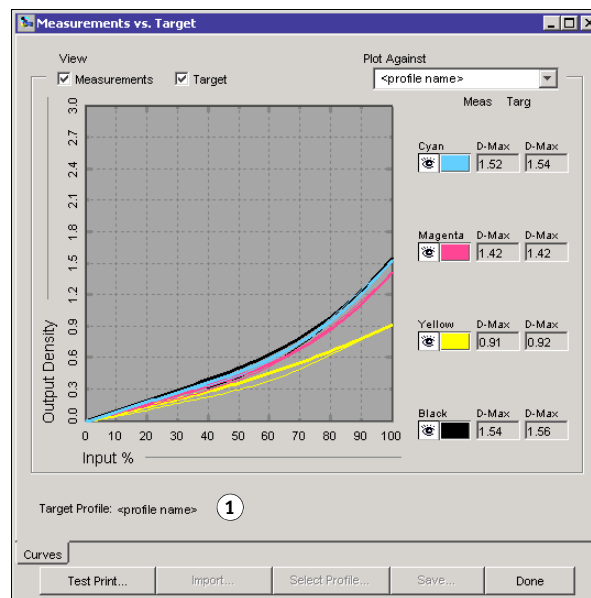 Measurements vs. Target
View
Plot Against
Measurements
Target
<profile name>
Meas Targ
Cyan D-Max D-Max
1.52 1.54
Magenta D-Max D-Max
1.42 1.42
Yellow D-Max D-Max
0.91 0.92
Black D-Max D-Max
1.54 1.56
Output Density
3.0
2.7
2.4
2.1
1.8
1.5
1.2
0.9
0.6
0.3
0.0
0 10 20 30 40 50 60 70 80 90 100
Input %
Target Profile: <profile name> 1
Curves
Test Print... Import... Select Profile... Save... Done